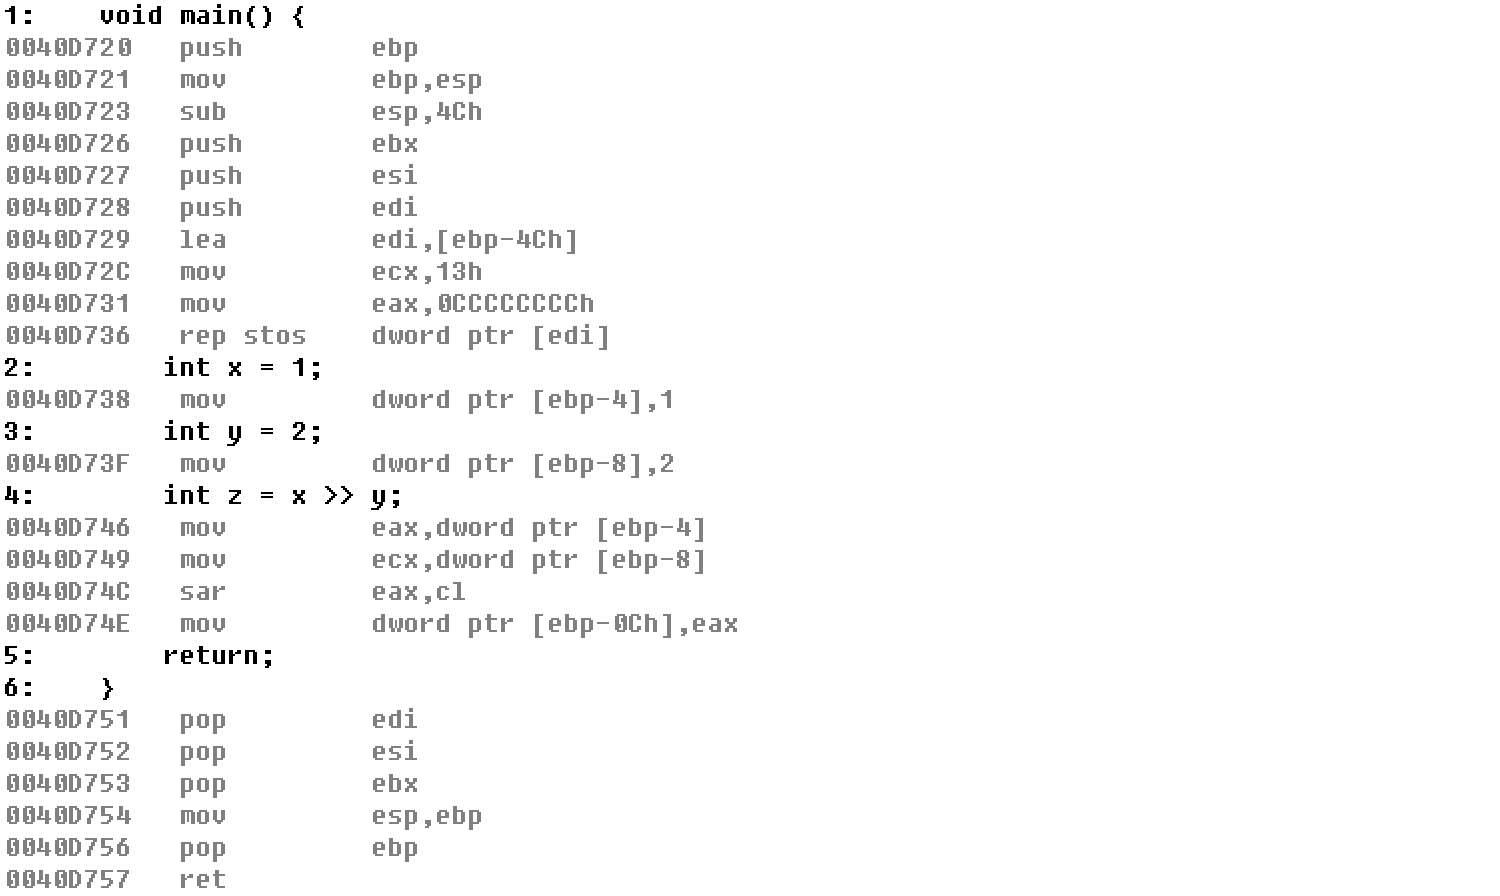 1:    void main() {
0040D720   push        ebp
0040D721   mov         ebp,esp
0040D723   sub         esp,4Ch
0040D726   push        ebx
0040D727   push        esi
0040D728   push        edi
0040D729   lea         edi,[ebp-4Ch]
0040D72C   mov         ecx,13h
0040D731   mov         eax,0CCCCCCCCh
0040D736   rep stos    dword ptr [edi]
2:        int x = 1;
0040D738   mov         dword ptr [ebp-4],1
3:        int y = 2;
0040D73F   mov         dword ptr [ebp-8],2
4:        int z = x >> y;
0040D746   mov         eax,dword ptr [ebp-4]
0040D749   mov         ecx,dword ptr [ebp-8]
0040D74C   sar         eax,cl
0040D74E   mov         dword ptr [ebp-0Ch],eax
5:        return;
6:    }
0040D751   pop         edi
0040D752   pop         esi
0040D753   pop         ebx
0040D754   mov         esp,ebp
0040D756   pop         ebp
0040D757   ret